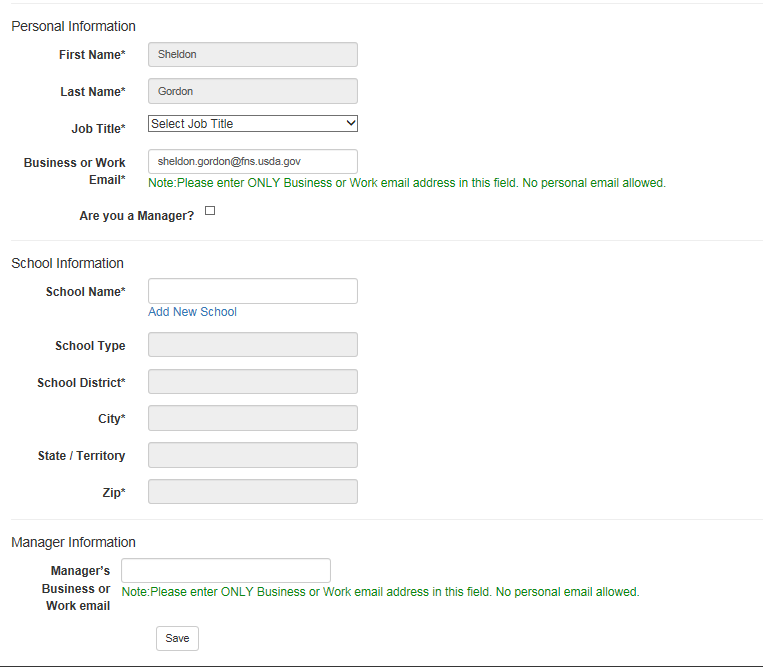 Personal Information
First Name* Sheldon
Last Name* Gordon
Job Title* Select Job Title
Business or Work
Email* sheldon.gordon@fns.usda.gov
Note:Please enter ONLY Business or Work email address in this field. No personal email allowed.
Are you a Manager?
School Information
School Name*
Add New School
School Type
School District*
City*
State / Territory
Zip*
Manager Information
Manager's
Business or
Work email
Note:Please enter ONLY Business or Work email address in this field. No personal email allowed.
Save